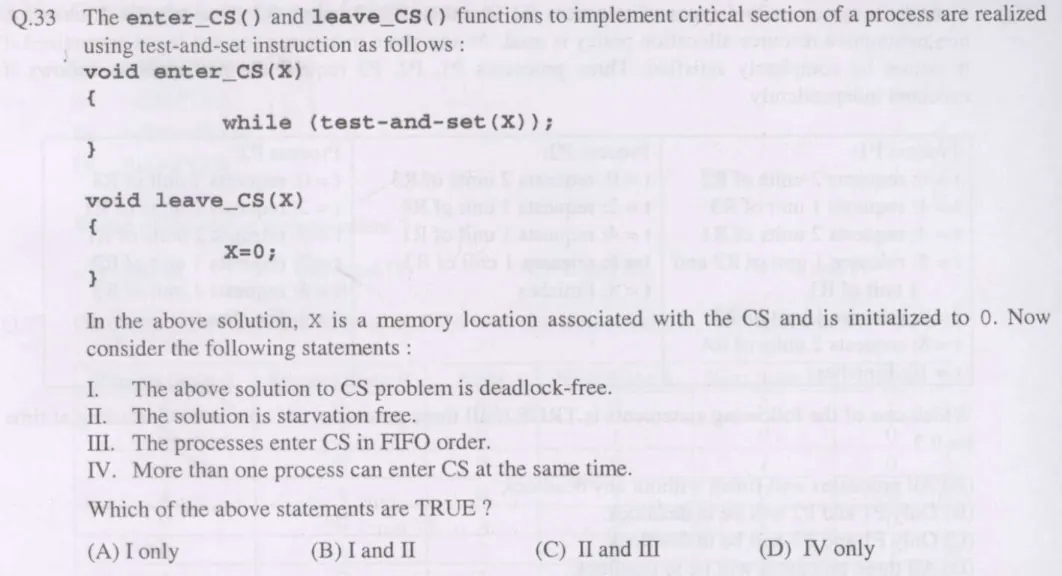 Q.33 The enter_CS() and leave_CS() functions to implement critical section of a process are realized
using test-and-set instruction as follows :
void enter_CS(X)
{
while (test-and-set(X));
}
void leave_CS(X)
{
X=0;
}
In the above solution, X is a memory location associated with the CS and is initialized to 0. Now
consider the following statements :
I. The above solution to CS problem is deadlock-free.
II. The solution is starvation free.
III. The processes enter CS in FIFO order.
IV. More than one process can enter CS at the same time.
Which of the above statements are TRUE ?
(A) I only (B) I and II (C) II and III (D) IV only